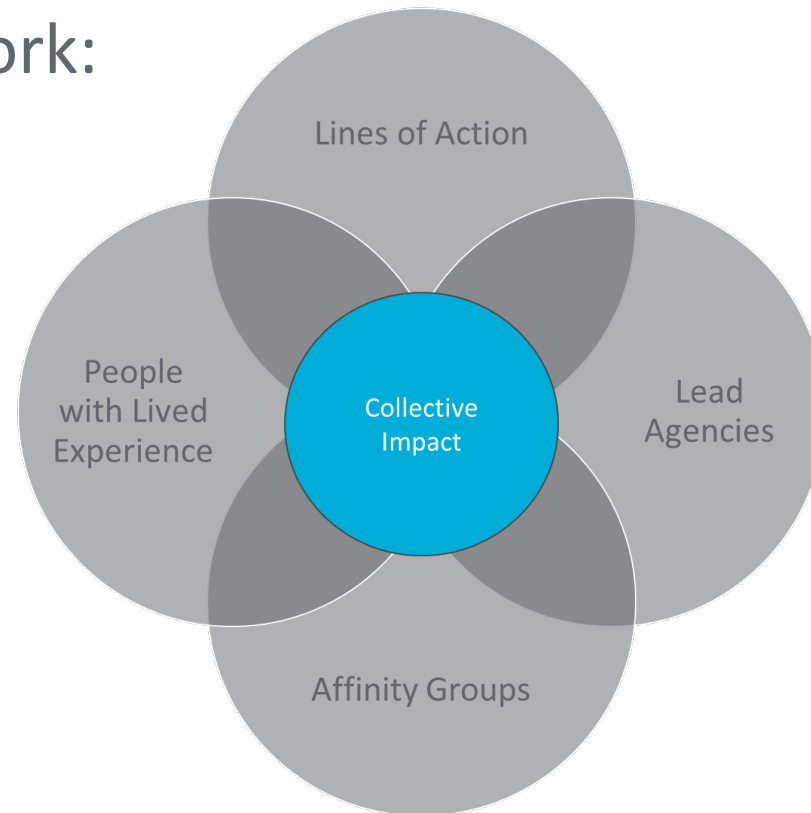 ork:
Lines of Action
People
with Lived
Experience
Collective
Impact
Lead
Agencies
Affinity Groups